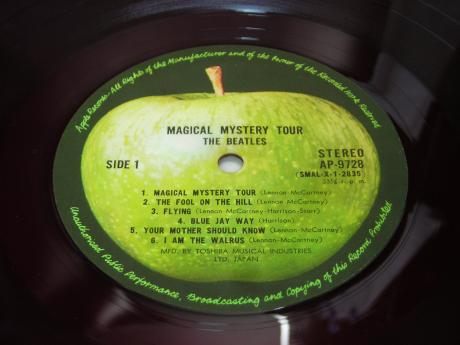 Apple Records - All Rights of the Manufacturer and of the Owner of the Recorded Work Reserved
MAGICAL MYSTERY TOUR
THE BEATLES
SIDE 1
STEREO
AP-9728
(SMAL-X-1-2835)
33⅓ r.p.m.
1. MAGICAL MYSTERY TOUR (Lennon-McCartney)
2. THE FOOL ON THE HILL (Lennon-McCartney)
3. FLYING (Lennon-McCartney-Harrison-Starr)
4. BLUE JAY WAY (Harrison)
5. YOUR MOTHER SHOULD KNOW (Lennon-McCartney)
6. I AM THE WALRUS (Lennon-McCartney)
MFD. BY TOSHIBA MUSICAL INDUSTRIES
LTD. JAPAN
Unauthorized Public Performance, Broadcasting and Copying of this Record Prohibited